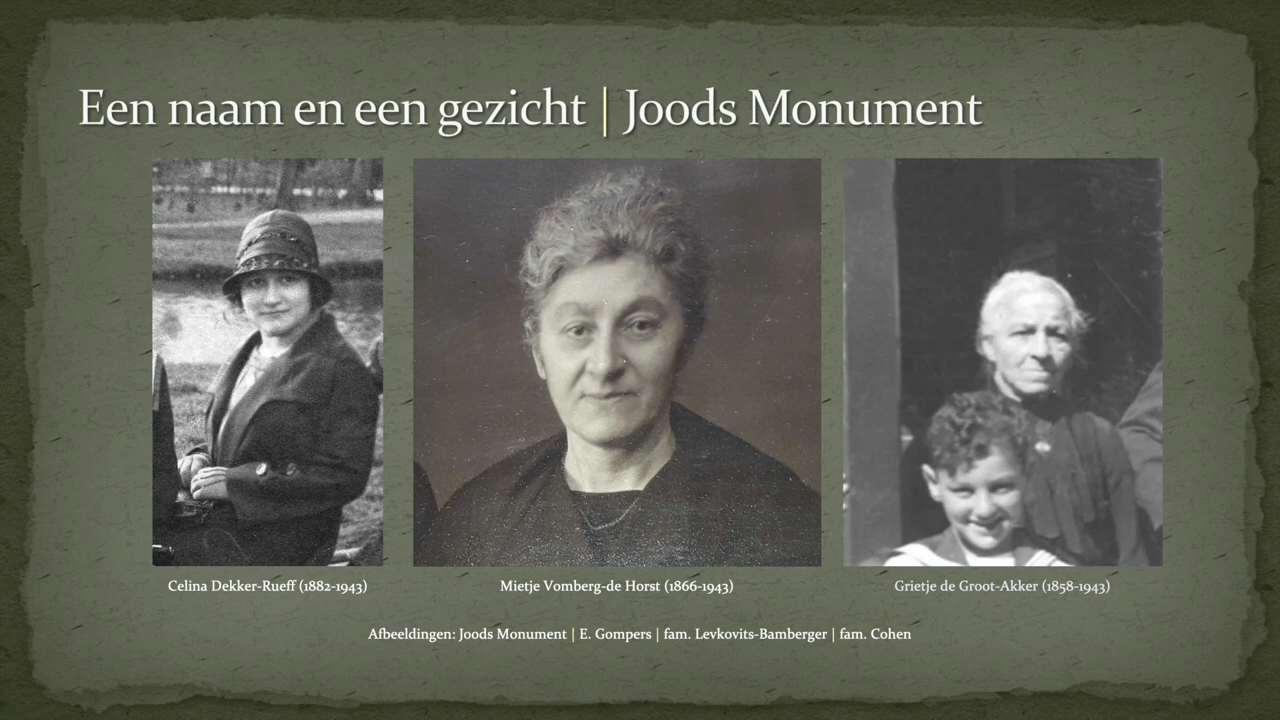 Een naam en een gezicht | Joods Monument
Celina Dekker-Rueff (1882-1943)
Mietje Vomberg-de Horst (1866-1943)
Grietje de Groot-Akker (1858-1943)
Afbeeldingen: Joods Monument | E. Gompers | fam. Levkovits-Bamberger | fam. Cohen